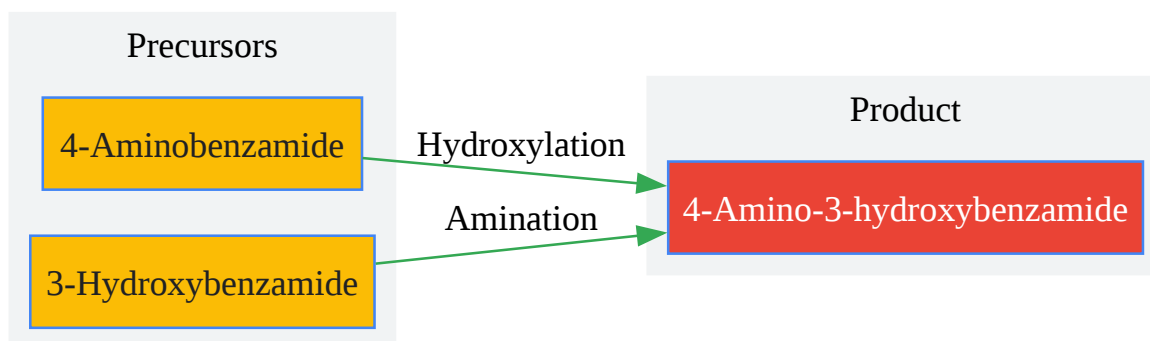 Precursors
4-Aminobenzamide
3-Hydroxybenzamide
Hydroxylation
Amination
Product
4-Amino-3-hydroxybenzamide